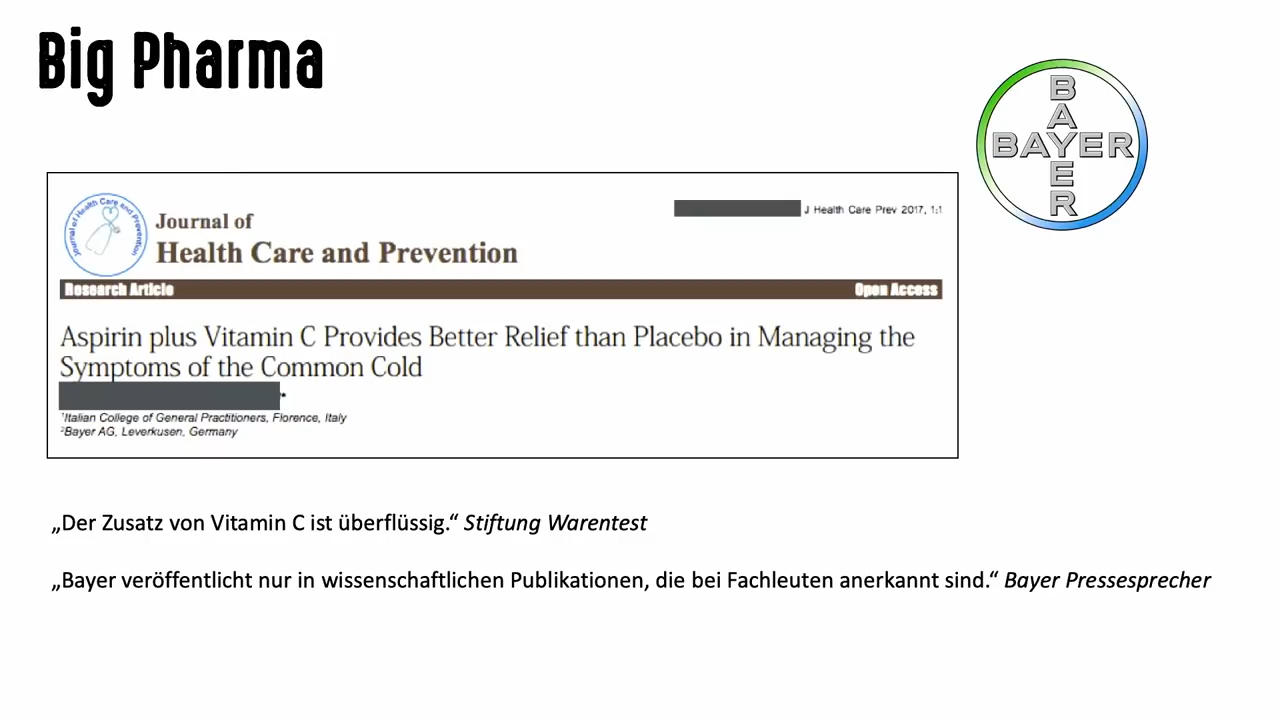 Big Pharma
BAYER
BAYER
Journal of Health Care and Prevention
Journal of
Health Care and Prevention
J Health Care Prev 2017, 1:1
Research Article
Open Access
Aspirin plus Vitamin C Provides Better Relief than Placebo in Managing the
Symptoms of the Common Cold
*
¹Italian College of General Practitioners, Florence, Italy
²Bayer AG, Leverkusen, Germany
„Der Zusatz von Vitamin C ist überflüssig.“ Stiftung Warentest
„Bayer veröffentlicht nur in wissenschaftlichen Publikationen, die bei Fachleuten anerkannt sind.“ Bayer Pressesprecher